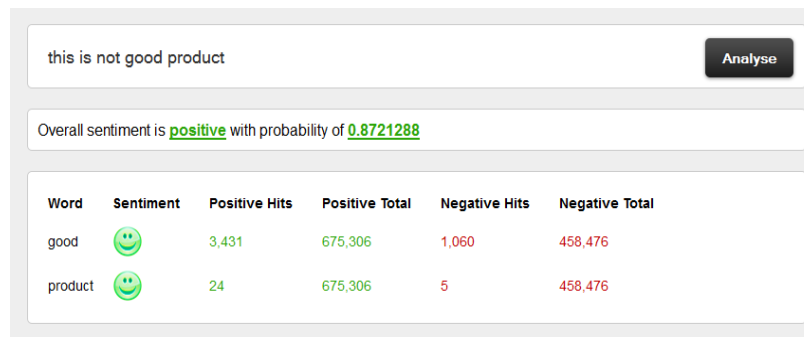 this is not good product
Analyse
Overall sentiment is positive with probability of 0.8721288
Word Sentiment Positive Hits Positive Total Negative Hits Negative Total
good 3,431 675,306 1,060 458,476
product 24 675,306 5 458,476